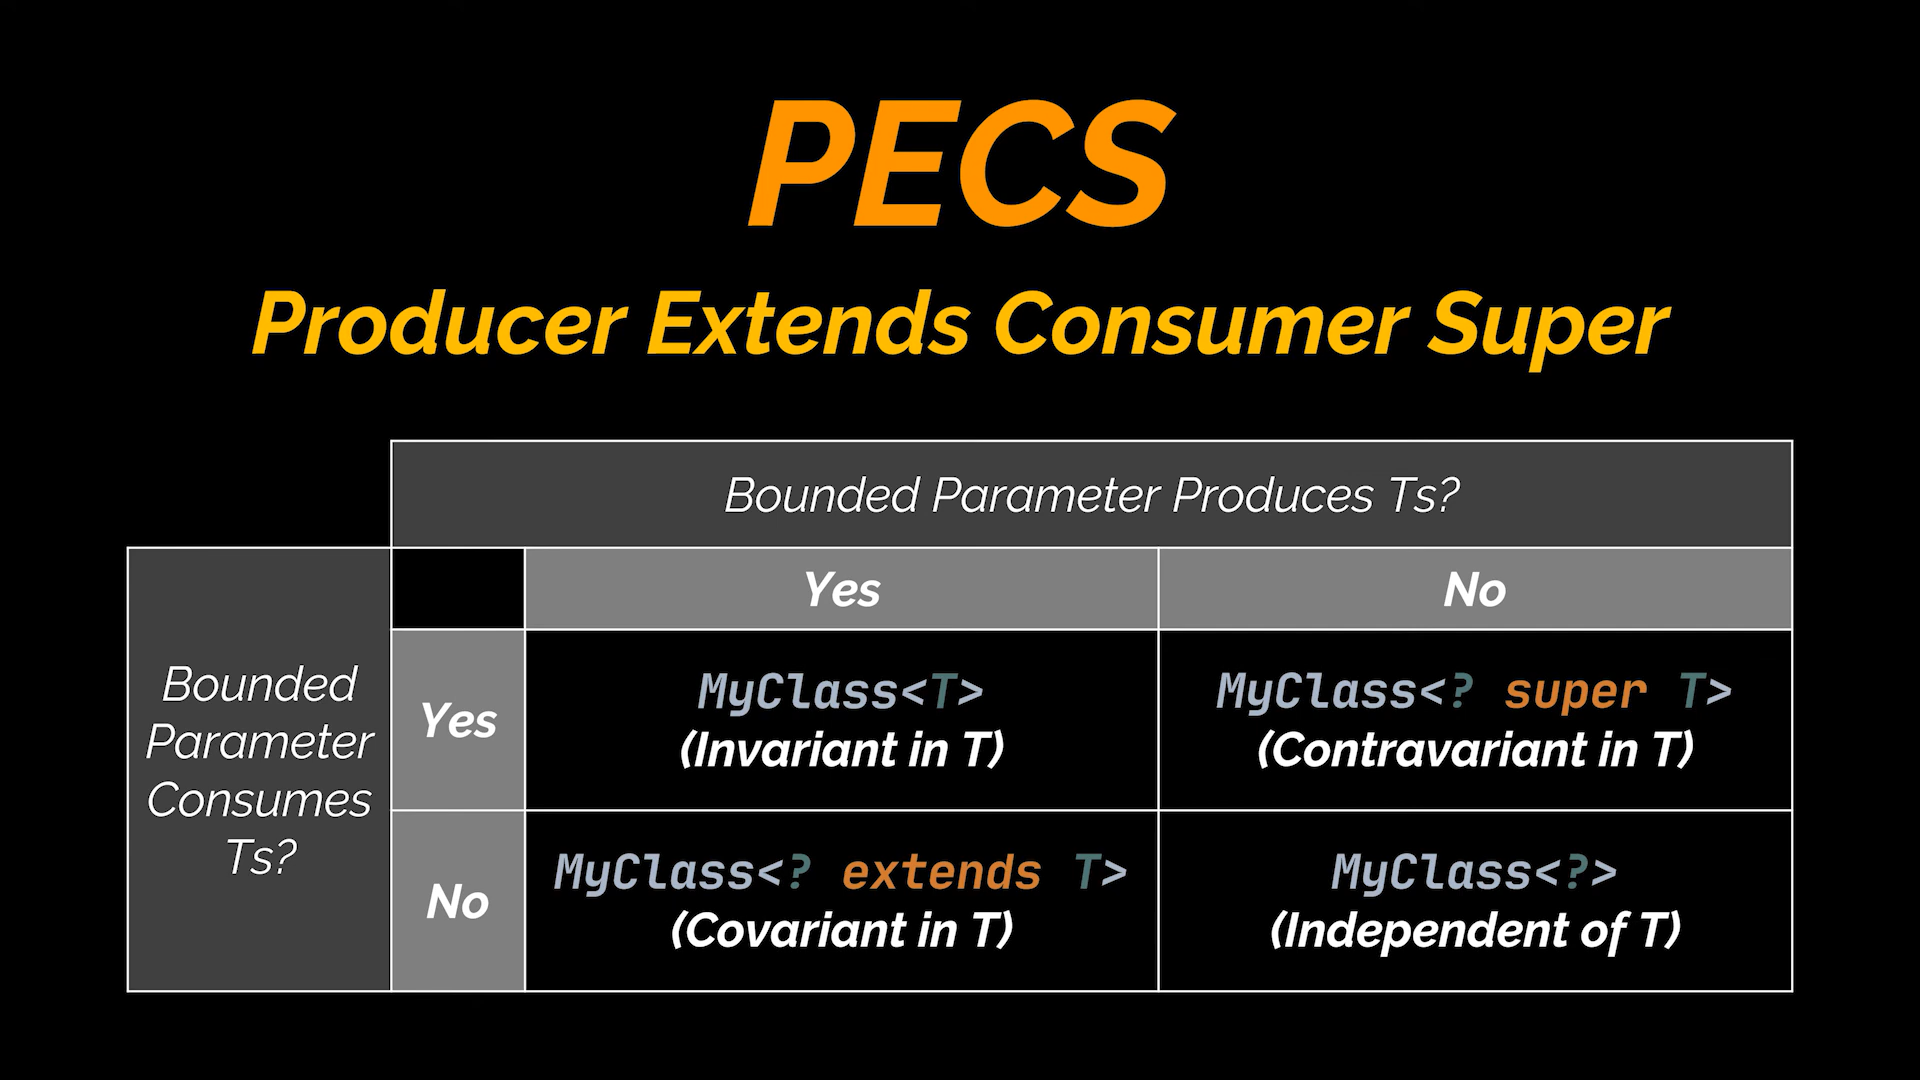 PECS
Producer Extends Consumer Super
Bounded Parameter Produces Ts?
Yes
No
Bounded
Parameter
Consumes
Ts?
Yes
MyClass<T>
(Invariant in T)
MyClass<? super T>
(Contravariant in T)
No
MyClass<? extends T>
(Covariant in T)
MyClass<?>
(Independent of T)